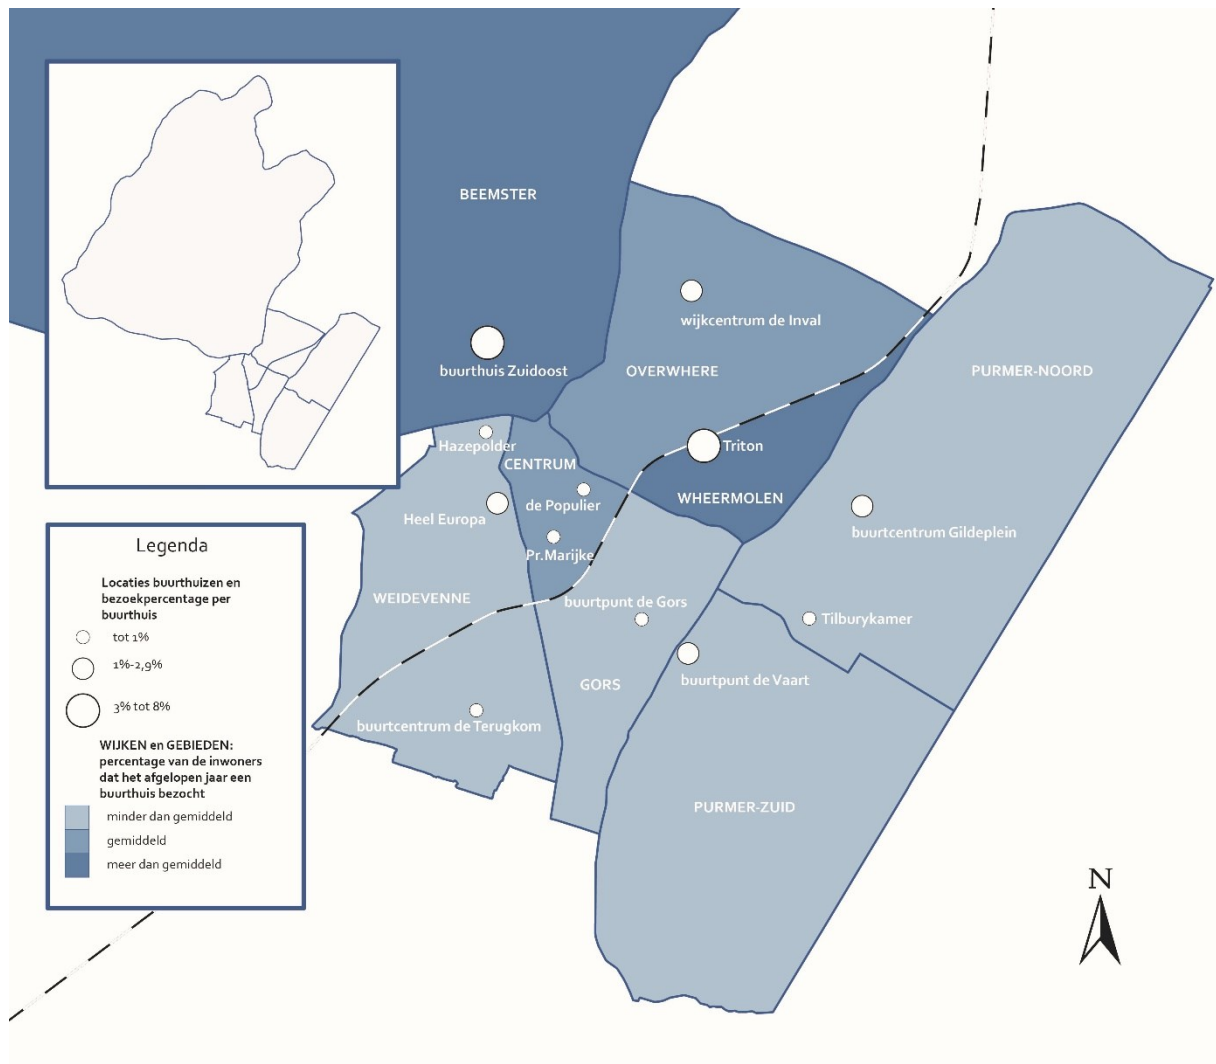 BEEMSTER
buurthuis Zuidoost
wijkcentrum de Inval
OVERWHERE
PURMER-NOORD
Hazepolder
CENTRUM
Triton
WHEERMOLEN
Heel Europa
de Populier
Pr.Marijke
buurtcentrum Gildeplein
WEIDEVENNE
buurtpunt de Gors
Tilburykamer
GORS
buurtpunt de Vaart
buurtcentrum de Terugkom
PURMER-ZUID
Legenda
Locaties buurthuizen en
bezoekpercentage per
buurthuis
tot 1%
1%-2,9%
3% tot 8%
WIJKEN en GEBIEDEN:
percentage van de inwoners
dat het afgelopen jaar een
buurthuis bezocht
minder dan gemiddeld
gemiddeld
meer dan gemiddeld
N